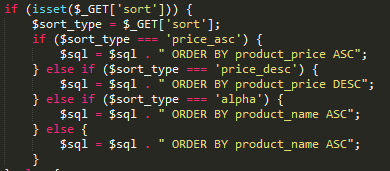 if (isset($_GET['sort'])) {
    $sort_type = $_GET['sort'];
    if ($sort_type === 'price_asc') {
        $sql = $sql . " ORDER BY product_price ASC";
    } else if ($sort_type === 'price_desc') {
        $sql = $sql . " ORDER BY product_price DESC";
    } else if ($sort_type === 'alpha') {
        $sql = $sql . " ORDER BY product_name ASC";
    } else {
        $sql = $sql . " ORDER BY product_name ASC";
    }